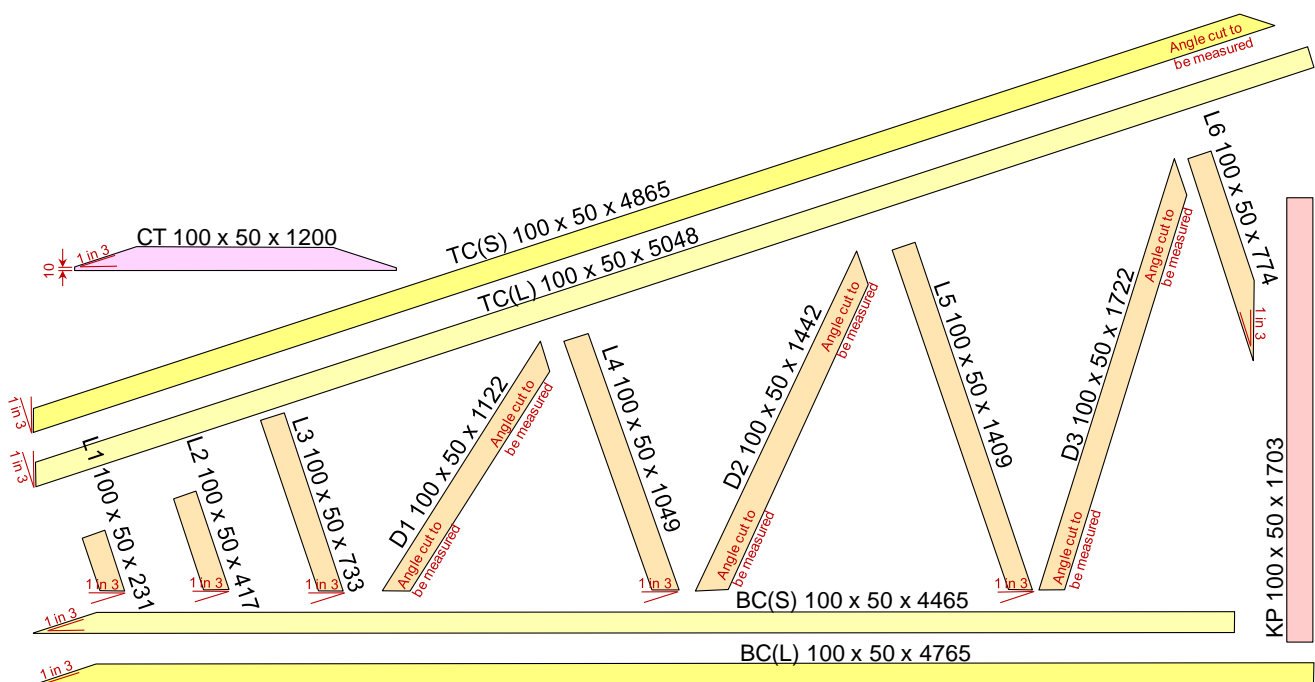 Angle cut to
be measured
TC(S) 100 x 50 x 4865
1 in 3
TC(L) 100 x 50 x 5048
1 in 3
CT 100 x 50 x 1200
1 in 3
10
L1 100 x 50 x 231
1 in 3
L2 100 x 50 x 417
1 in 3
L3 100 x 50 x 733
1 in 3
D1 100 x 50 x 1122
Angle cut to
be measured
Angle cut to
be measured
L4 100 x 50 x 1049
1 in 3
D2 100 x 50 x 1442
Angle cut to
be measured
Angle cut to
be measured
L5 100 x 50 x 1409
1 in 3
D3 100 x 50 x 1722
Angle cut to
be measured
Angle cut to
be measured
L6 100 x 50 x 774
1 in 3
KP 100 x 50 x 1703
BC(S) 100 x 50 x 4465
1 in 3
BC(L) 100 x 50 x 4765
1 in 3